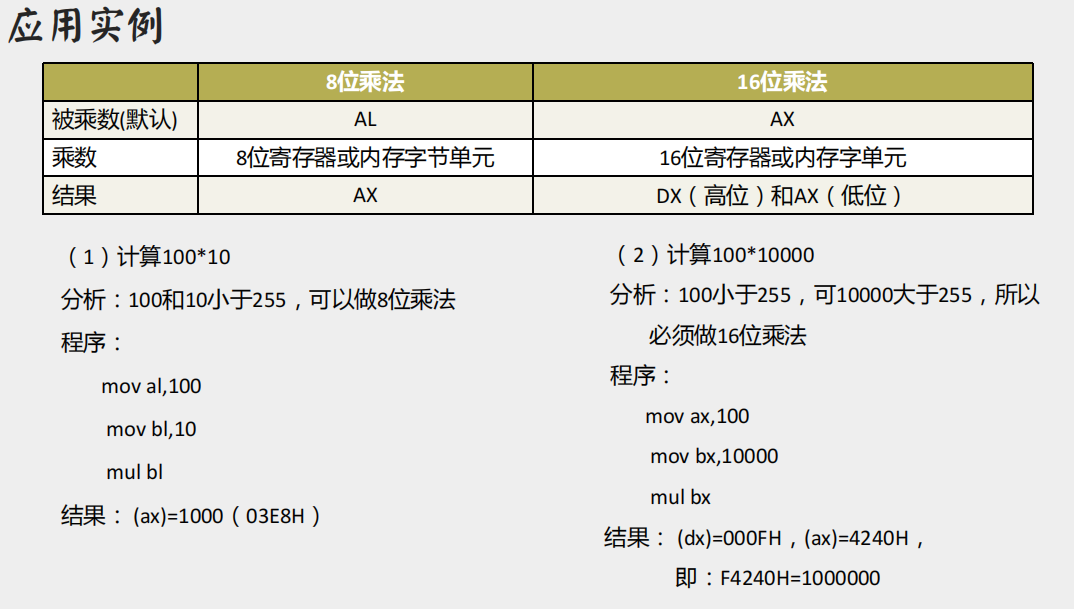 应用实例
8位乘法 16位乘法
被乘数(默认) AL AX
乘数 8位寄存器或内存字节单元 16位寄存器或内存字单元
结果 AX DX（高位）和AX（低位）
（1）计算100*10
分析：100和10小于255，可以做8位乘法
程序：
mov al,100
mov bl,10
mul bl
结果： (ax)=1000（03E8H）
（2）计算100*10000
分析：100小于255，可10000大于255，所以
必须做16位乘法
程序：
mov ax,100
mov bx,10000
mul bx
结果： (dx)=000FH，(ax)=4240H，
即：F4240H=1000000